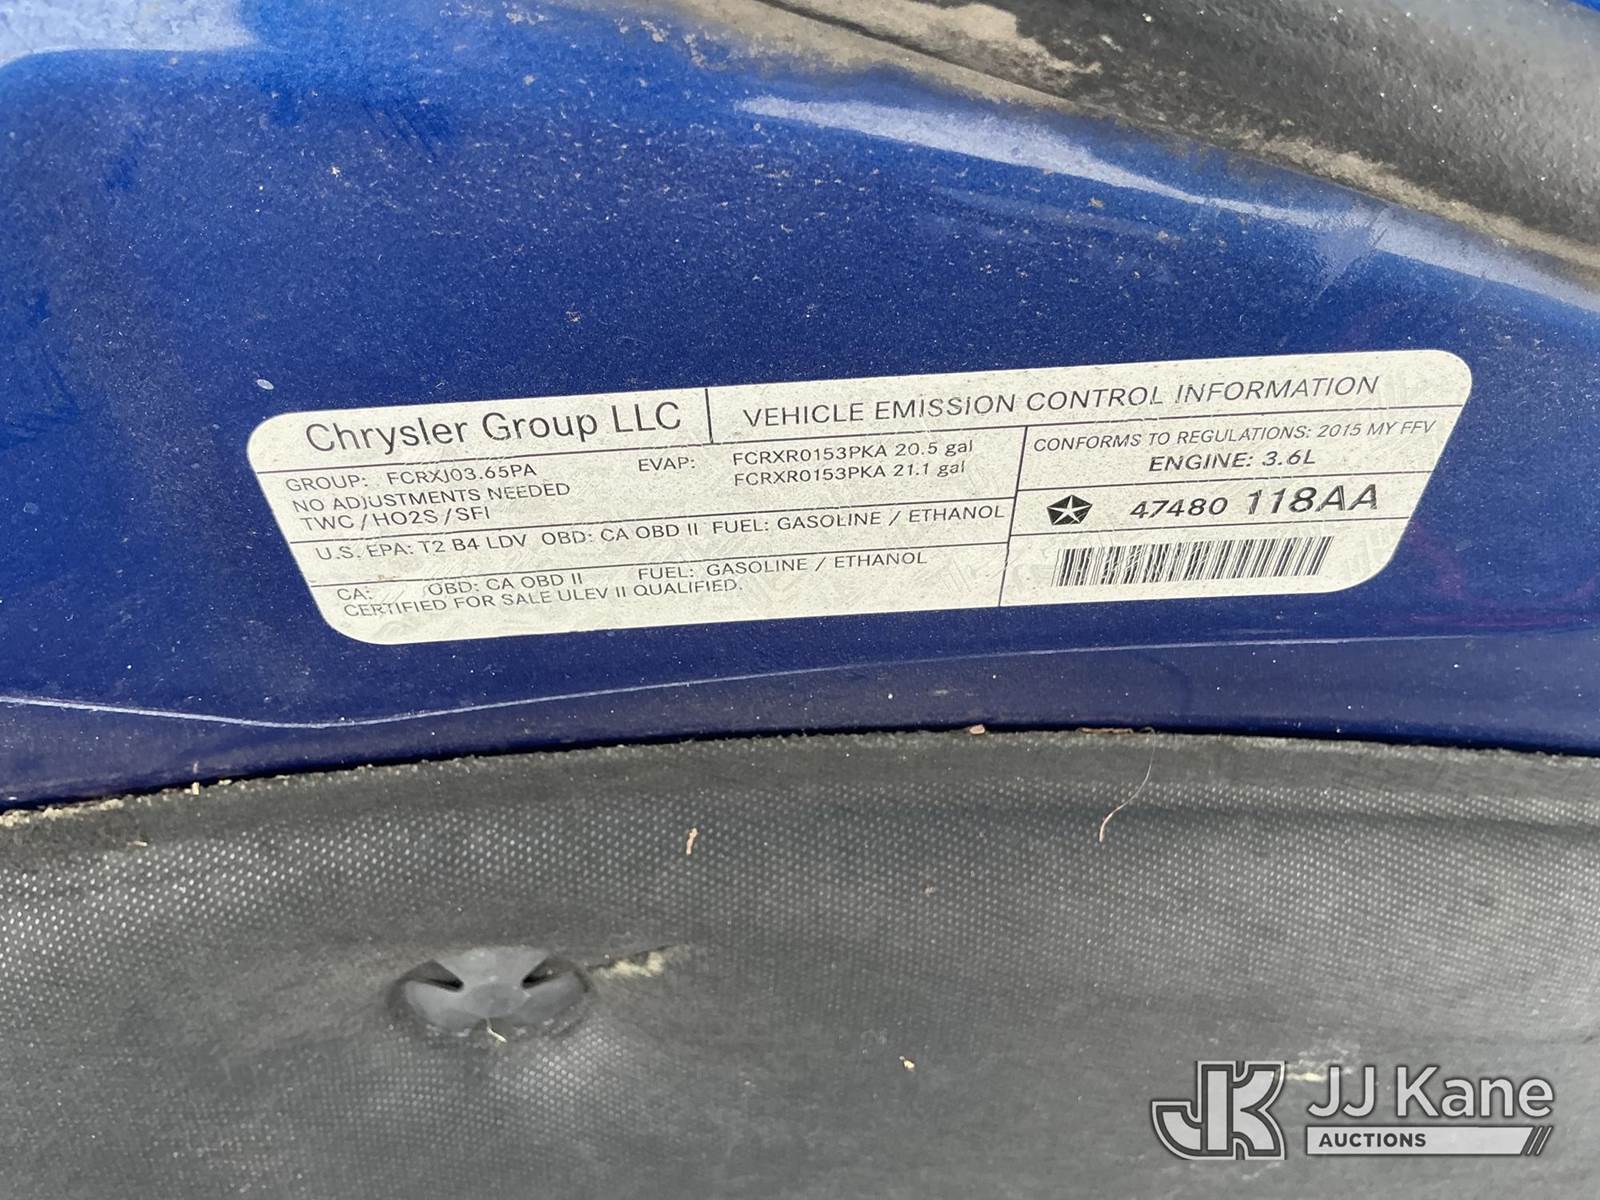 Chrysler Group LLC
VEHICLE EMISSION CONTROL INFORMATION
GROUP: FCRXJ03.65PA
NO ADJUSTMENTS NEEDED
TWC/HO2S/SFI
EVAP: FCRXR0153PKA 20.5 gal
FCRXR0153PKA 21.1 gal
CONFORMS TO REGULATIONS: 2015 MY FFV
ENGINE: 3.6L
47480 118AA
U.S. EPA: T2 B4 LDV OBD: CA OBD II FUEL: GASOLINE / ETHANOL
CA: OBD: CA OBD II FUEL: GASOLINE / ETHANOL
CERTIFIED FOR SALE ULEV II QUALIFIED.
JK JJ Kane
AUCTIONS